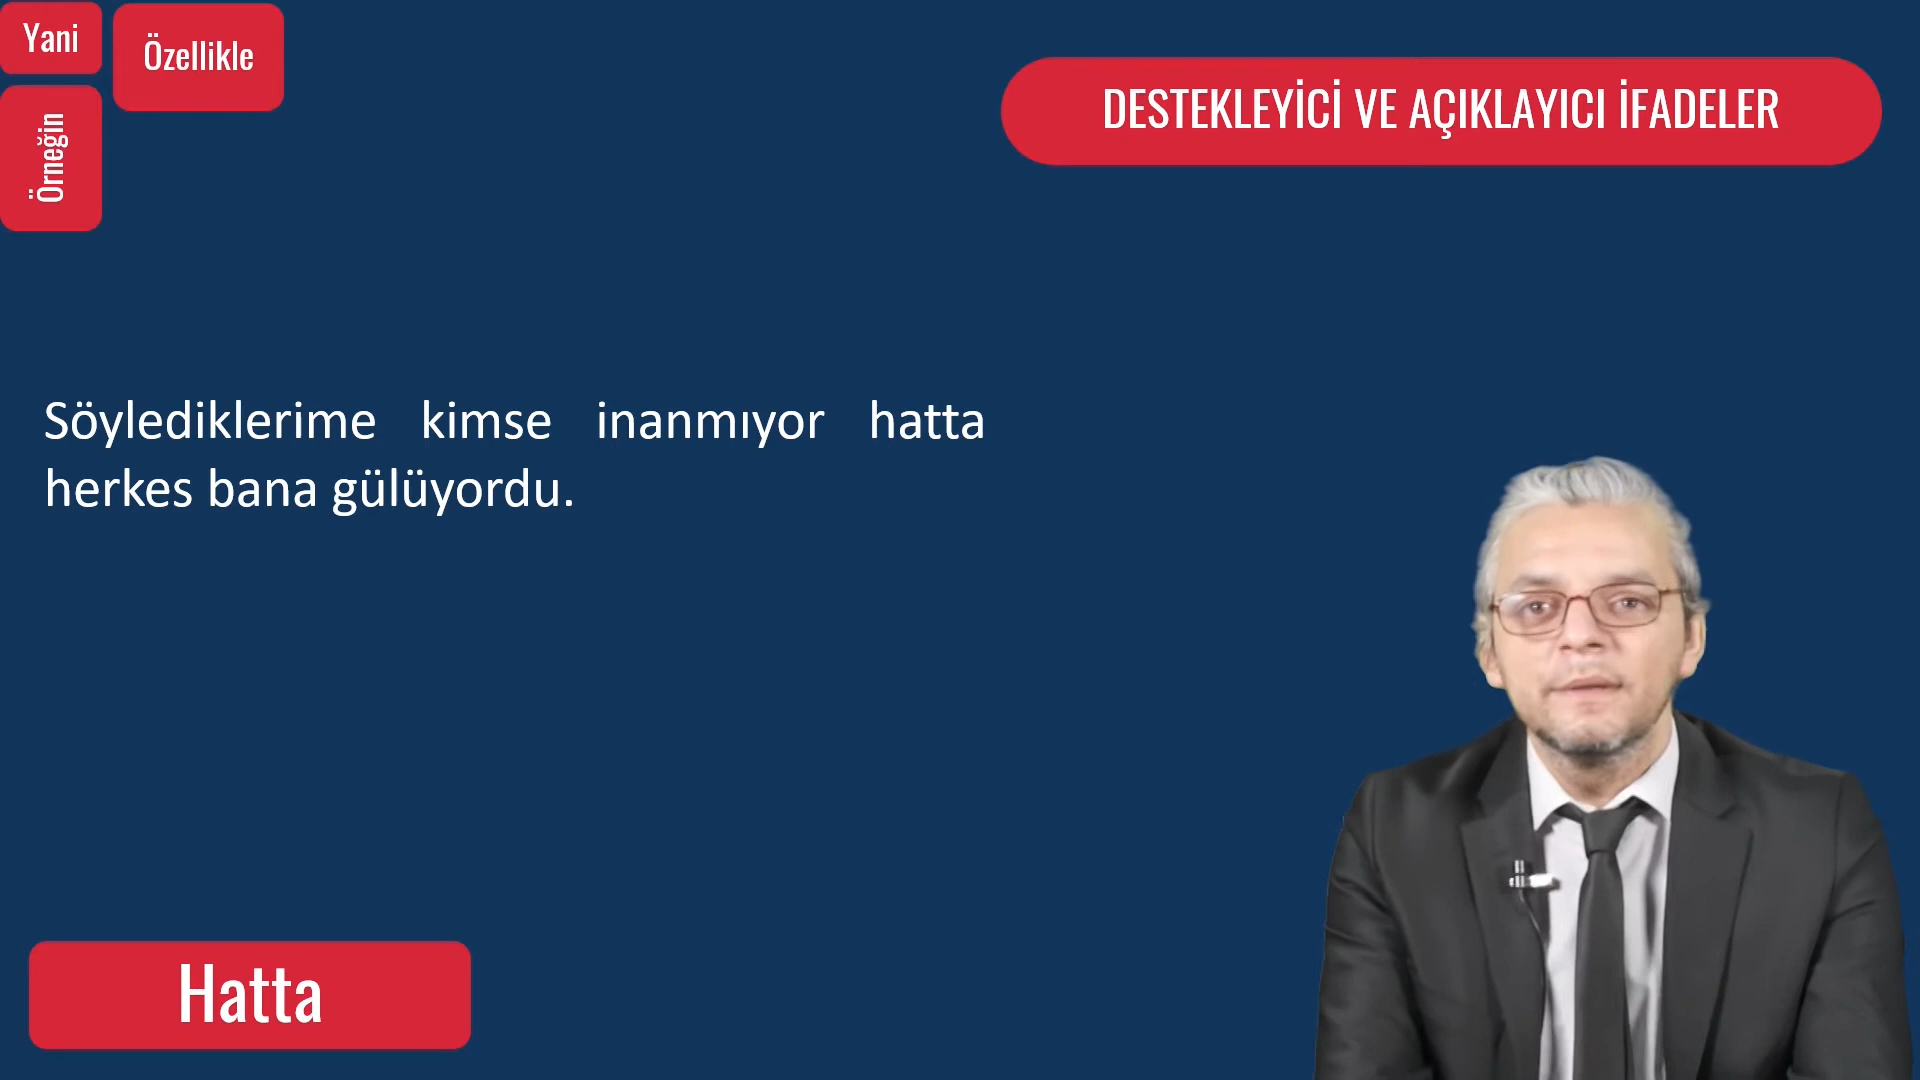 Yani
Özellikle
Örneğin
DESTEKLEYİCİ VE AÇIKLAYICI İFADELER
Söylediklerime kimse inanmıyor hatta
herkes bana gülüyordu.
Hatta